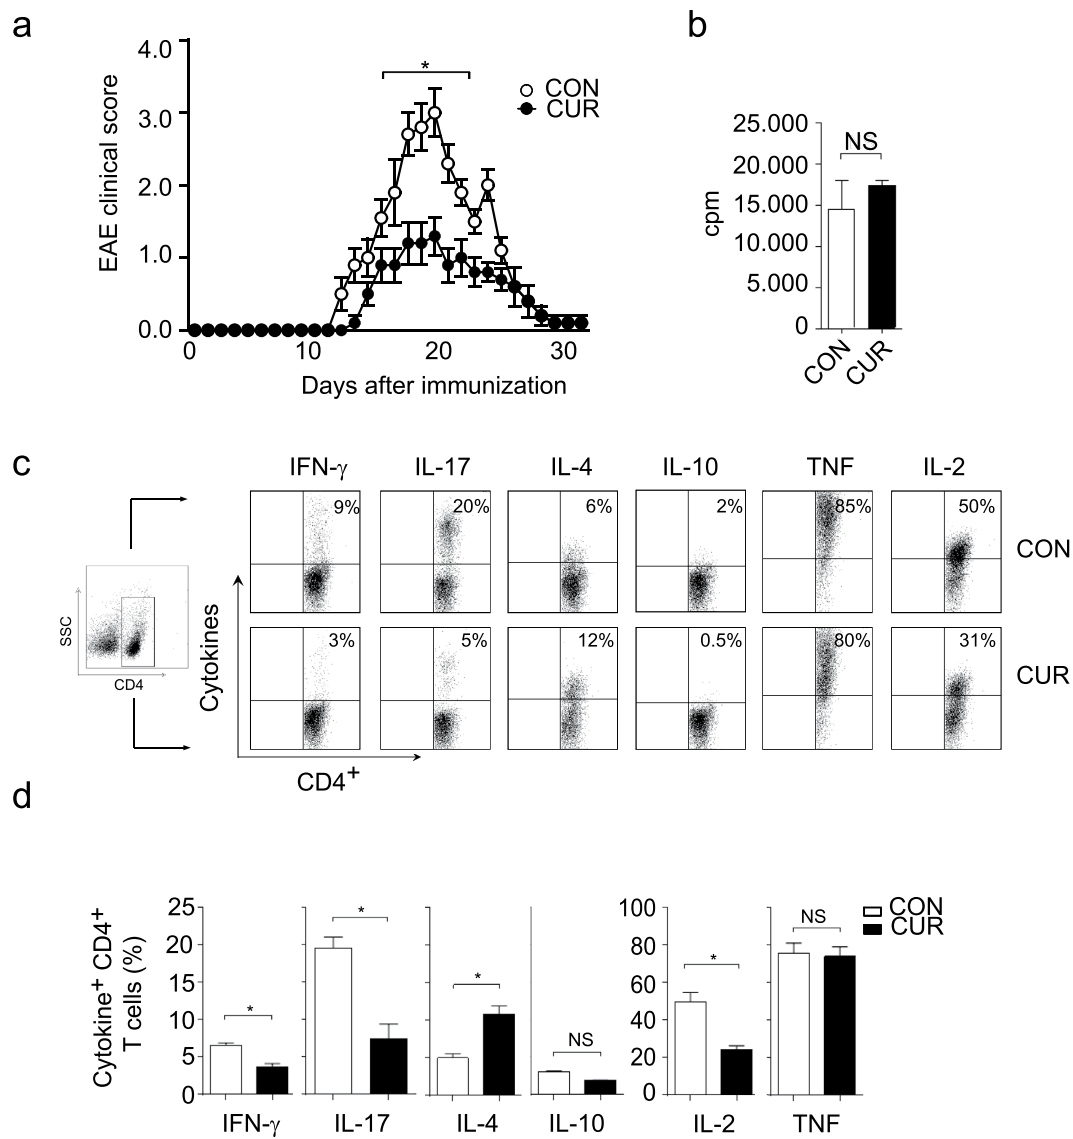 a
4.0
3.0
2.0
1.0
0.0
EAE clinical score
*
CON
CUR
0 10 20 30
Days after immunization
b
25.000
20.000
15.000
10.000
5.000
0
cpm
NS
CON CUR
c
IFN-γ IL-17 IL-4 IL-10 TNF IL-2
9% 20% 6% 2% 85% 50%
CON
3% 5% 12% 0.5% 80% 31%
CUR
SSC
CD4
Cytokines
CD4+
d
Cytokine+ CD4+
T cells (%)
25
20
15
10
5
0
* * * NS
100
80
60
40
20
0
* NS
CON
CUR
IFN-γ IL-17 IL-4 IL-10 IL-2 TNF